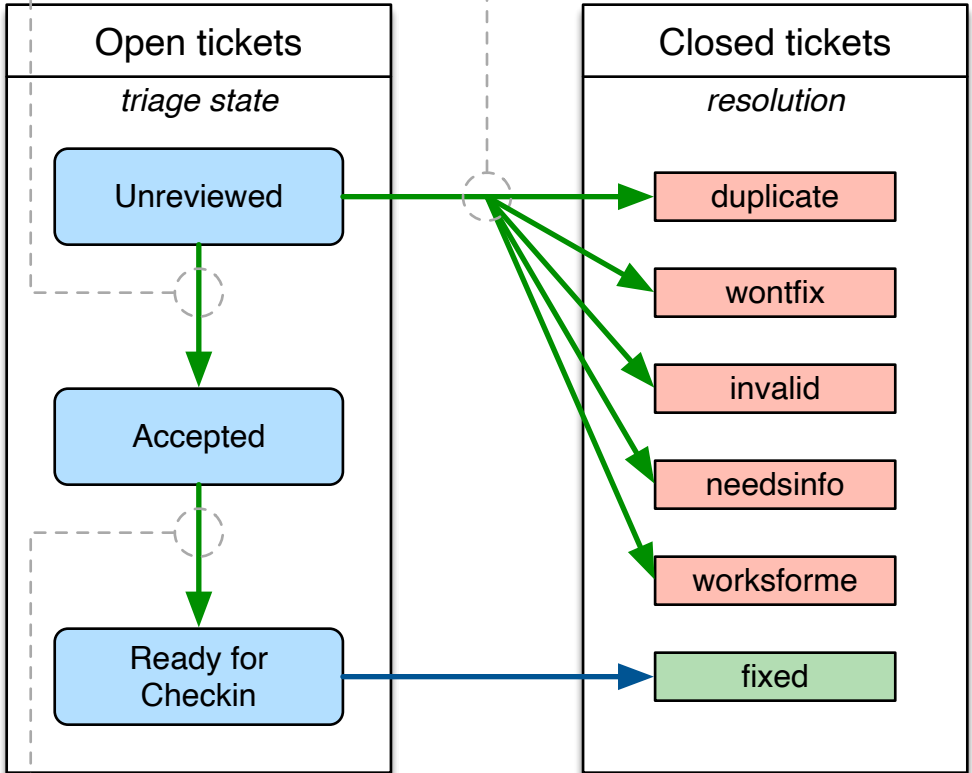 Open tickets
triage state
Unreviewed
Accepted
Ready for
Checkin
Closed tickets
resolution
duplicate
wontfix
invalid
needsinfo
worksforme
fixed